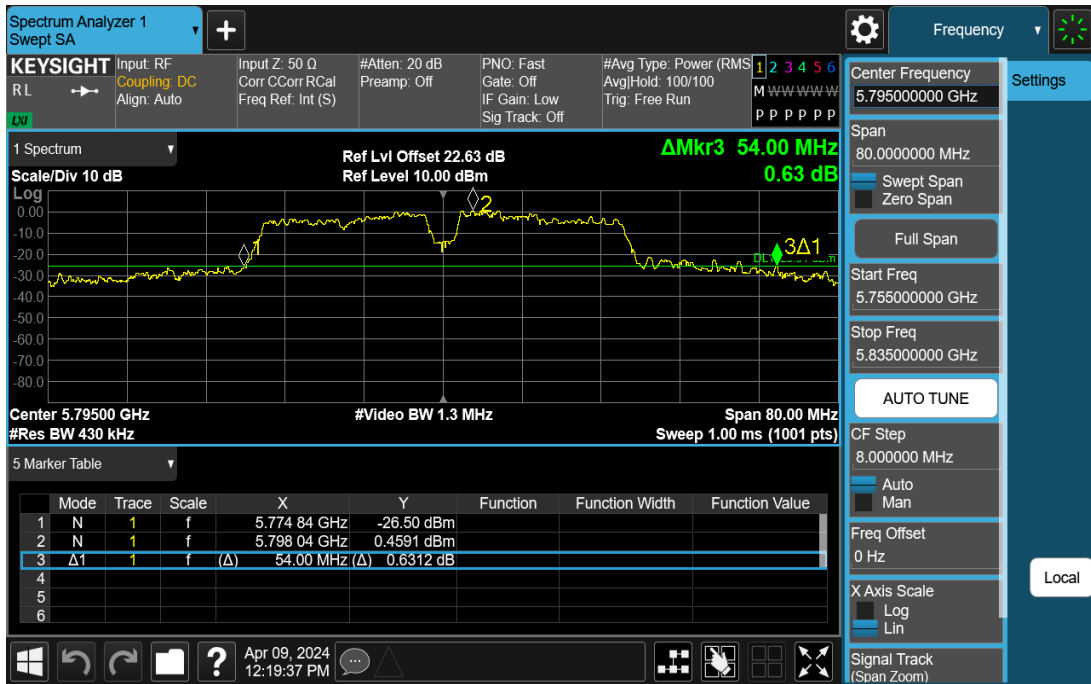 Spectrum Analyzer 1
Swept SA
+
Frequency
KEYSIGHT
R L
LXI
Input: RF
Coupling: DC
Align: Auto
Input Z: 50 Ω
Corr CCorr RCal
Freq Ref: Int (S)
#Atten: 20 dB
Preamp: Off
PNO: Fast
Gate: Off
IF Gain: Low
Sig Track: Off
#Avg Type: Power (RMS
Avg|Hold: 100/100
Trig: Free Run
1 2 3 4 5 6
M W W W W W
P P P P P P
1 Spectrum
Scale/Div 10 dB
Ref Lvl Offset 22.63 dB
Ref Level 10.00 dBm
ΔMkr3 54.00 MHz
0.63 dB
Log
0.00
-10.0
-20.0
-30.0
-40.0
-50.0
-60.0
-70.0
-80.0
2
3Δ1
Center 5.79500 GHz
#Video BW 1.3 MHz
Span 80.00 MHz
#Res BW 430 kHz
Sweep 1.00 ms (1001 pts)
5 Marker Table
Mode Trace Scale X Y Function Function Width Function Value
1 N 1 f 5.774 84 GHz -26.50 dBm
2 N 1 f 5.798 04 GHz 0.4591 dBm
3 Δ1 1 f (Δ) 54.00 MHz (Δ) 0.6312 dB
4
5
6
?
Apr 09, 2024
12:19:37 PM
Center Frequency
5.795000000 GHz
Span
80.0000000 MHz
Swept Span
Zero Span
Full Span
Start Freq
5.755000000 GHz
Stop Freq
5.835000000 GHz
AUTO TUNE
CF Step
8.000000 MHz
Auto
Man
Freq Offset
0 Hz
X Axis Scale
Log
Lin
Signal Track
(Span Zoom)
Settings
Local